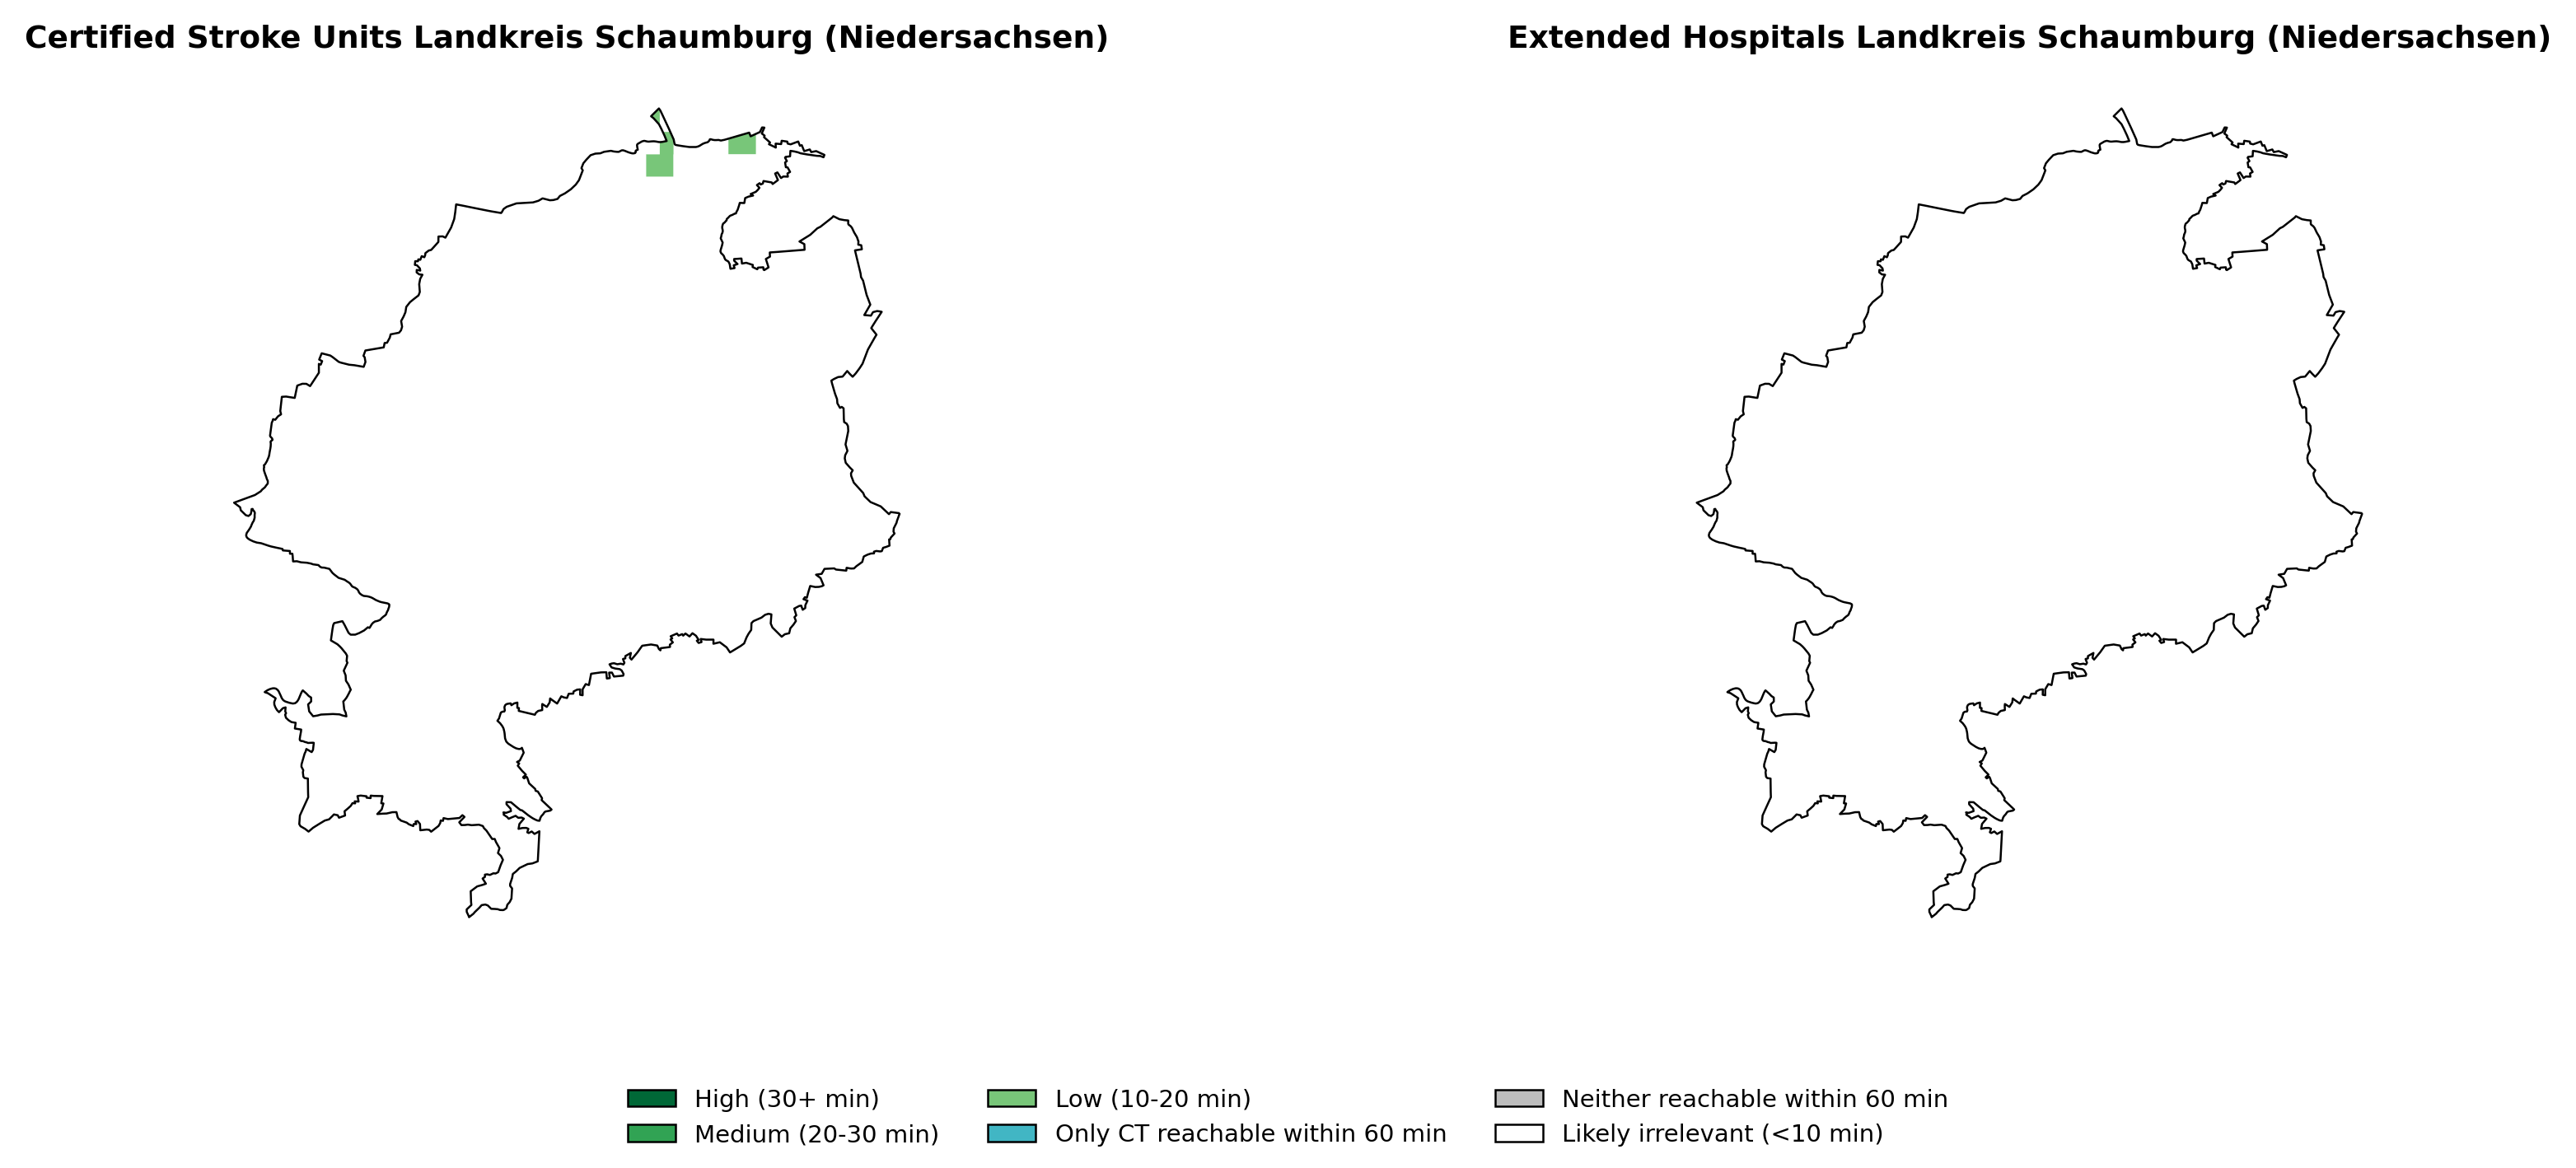 Certified Stroke Units Landkreis Schaumburg (Niedersachsen)
Extended Hospitals Landkreis Schaumburg (Niedersachsen)
High (30+ min)
Medium (20-30 min)
Low (10-20 min)
Only CT reachable within 60 min
Neither reachable within 60 min
Likely irrelevant (<10 min)